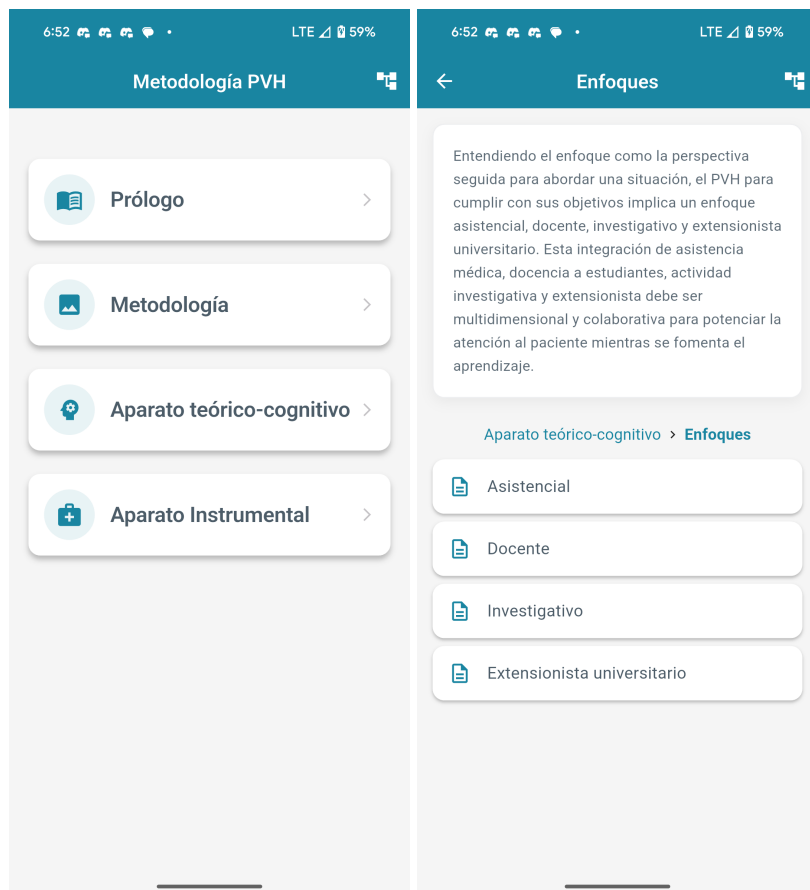 6:52
LTE 59%
Metodología PVH
Prólogo
Metodología
Aparato teórico-cognitivo
Aparato Instrumental
6:52
LTE 59%
Enfoques
Entendiendo el enfoque como la perspectiva
seguida para abordar una situación, el PVH para
cumplir con sus objetivos implica un enfoque
asistencial, docente, investigativo y extensionista
universitario. Esta integración de asistencia
médica, docencia a estudiantes, actividad
investigativa y extensionista debe ser
multidimensional y colaborativa para potenciar la
atención al paciente mientras se fomenta el
aprendizaje.
Aparato teórico-cognitivo > Enfoques
Asistencial
Docente
Investigativo
Extensionista universitario